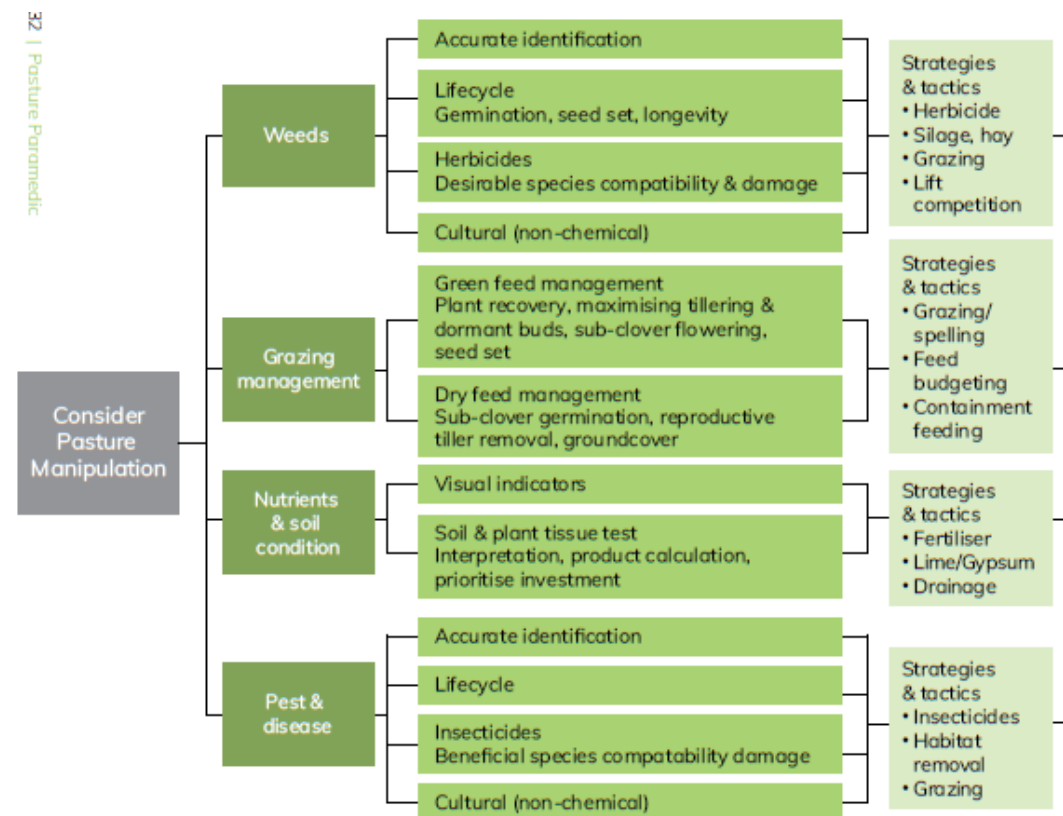 32 | Pasture Paramedic
Consider
Pasture
Manipulation
Weeds
Accurate identification
Lifecycle
Germination, seed set, longevity
Herbicides
Desirable species compatibility & damage
Cultural (non-chemical)
Strategies
& tactics
• Herbicide
• Silage, hay
• Grazing
• Lift
competition
Grazing
management
Green feed management
Plant recovery, maximising tillering &
dormant buds, sub-clover flowering,
seed set
Dry feed management
Sub-clover germination, reproductive
tiller removal, groundcover
Strategies
& tactics
• Grazing/
spelling
• Feed
budgeting
• Containment
feeding
Nutrients
& soil
condition
Visual indicators
Soil & plant tissue test
Interpretation, product calculation,
prioritise investment
Strategies
& tactics
• Fertiliser
• Lime/Gypsum
• Drainage
Pest &
disease
Accurate identification
Lifecycle
Insecticides
Beneficial species compatability damage
Cultural (non-chemical)
Strategies
& tactics
• Insecticides
• Habitat
removal
• Grazing